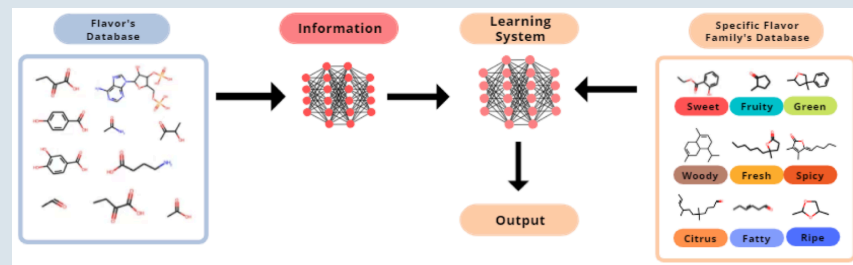 Flavor's
Database
Information
Learning
System
Specific Flavor
Family's Database
Sweet
Fruity
Green
Woody
Fresh
Spicy
Output
Citrus
Fatty
Ripe